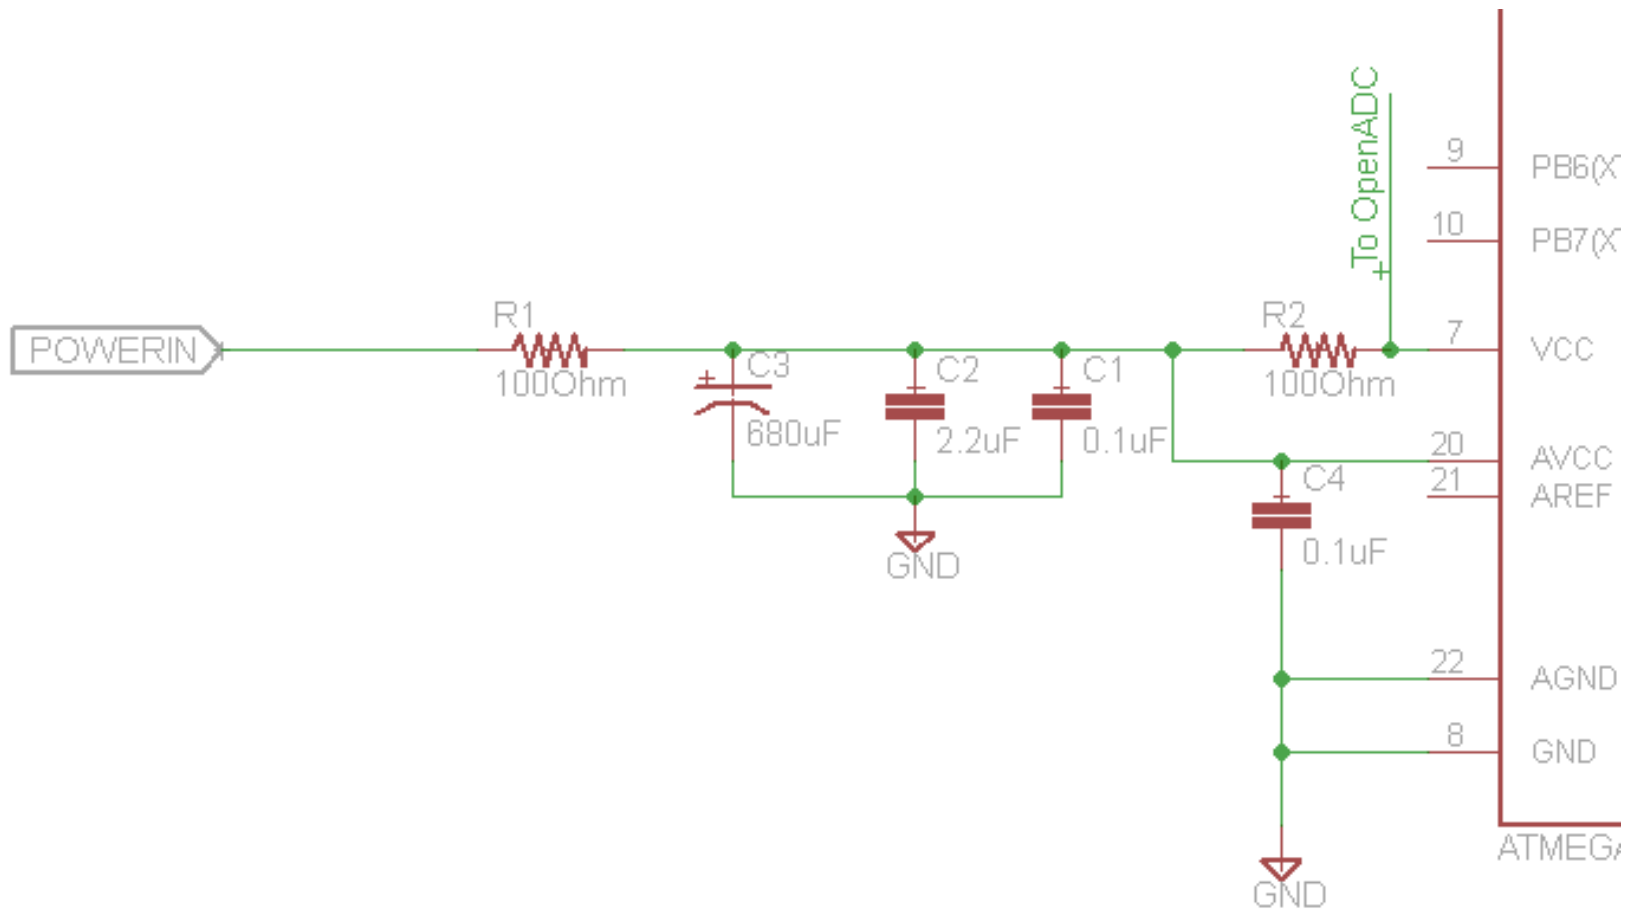 To OpenADC
+
9
PB6(X
10
PB7(X
POWERIN
R1
100Ohm
+
C3
680uF
C2
2.2uF
C1
0.1uF
R2
100Ohm
7
VCC
20
AVCC
21
AREF
C4
0.1uF
GND
22
AGND
8
GND
ATMEGA
GND